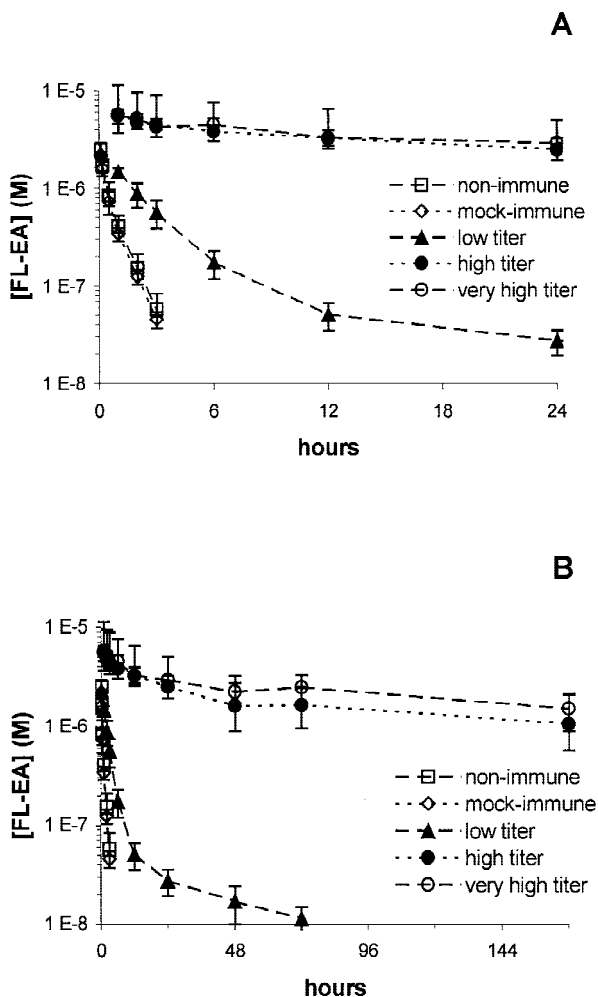 A
1 E-5
1 E-6
1 E-7
1 E-8
[FL-EA] (M)
non-immune
mock-immune
low titer
high titer
very high titer
0
6
12
18
24
hours
B
1 E-5
1 E-6
1 E-7
1 E-8
[FL-EA] (M)
non-immune
mock-immune
low titer
high titer
very high titer
0
48
96
144
hours